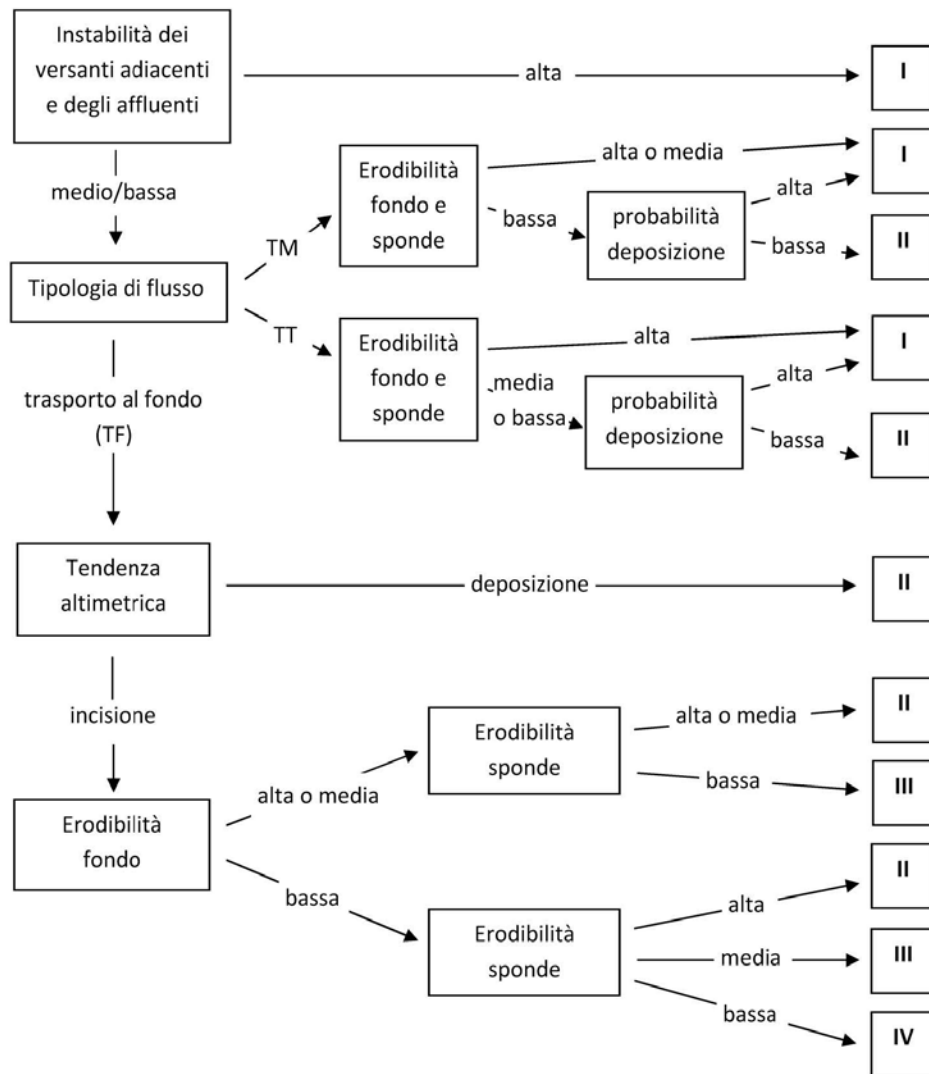 Instabilità dei
versanti adiacenti
e degli affluenti
alta
I
medio/bassa
Tipologia di flusso
TM
Erodibilità
fondo e
sponde
alta o media
I
bassa
probabilità
deposizione
alta
bassa
II
TT
Erodibilità
fondo e
sponde
alta
I
media
o bassa
probabilità
deposizione
alta
bassa
II
trasporto al fondo
(TF)
Tendenza
altimetrica
deposizione
II
incisione
Erodibilità
fondo
alta o media
Erodibilità
sponde
alta o media
II
bassa
III
bassa
Erodibilità
sponde
alta
II
media
III
bassa
IV